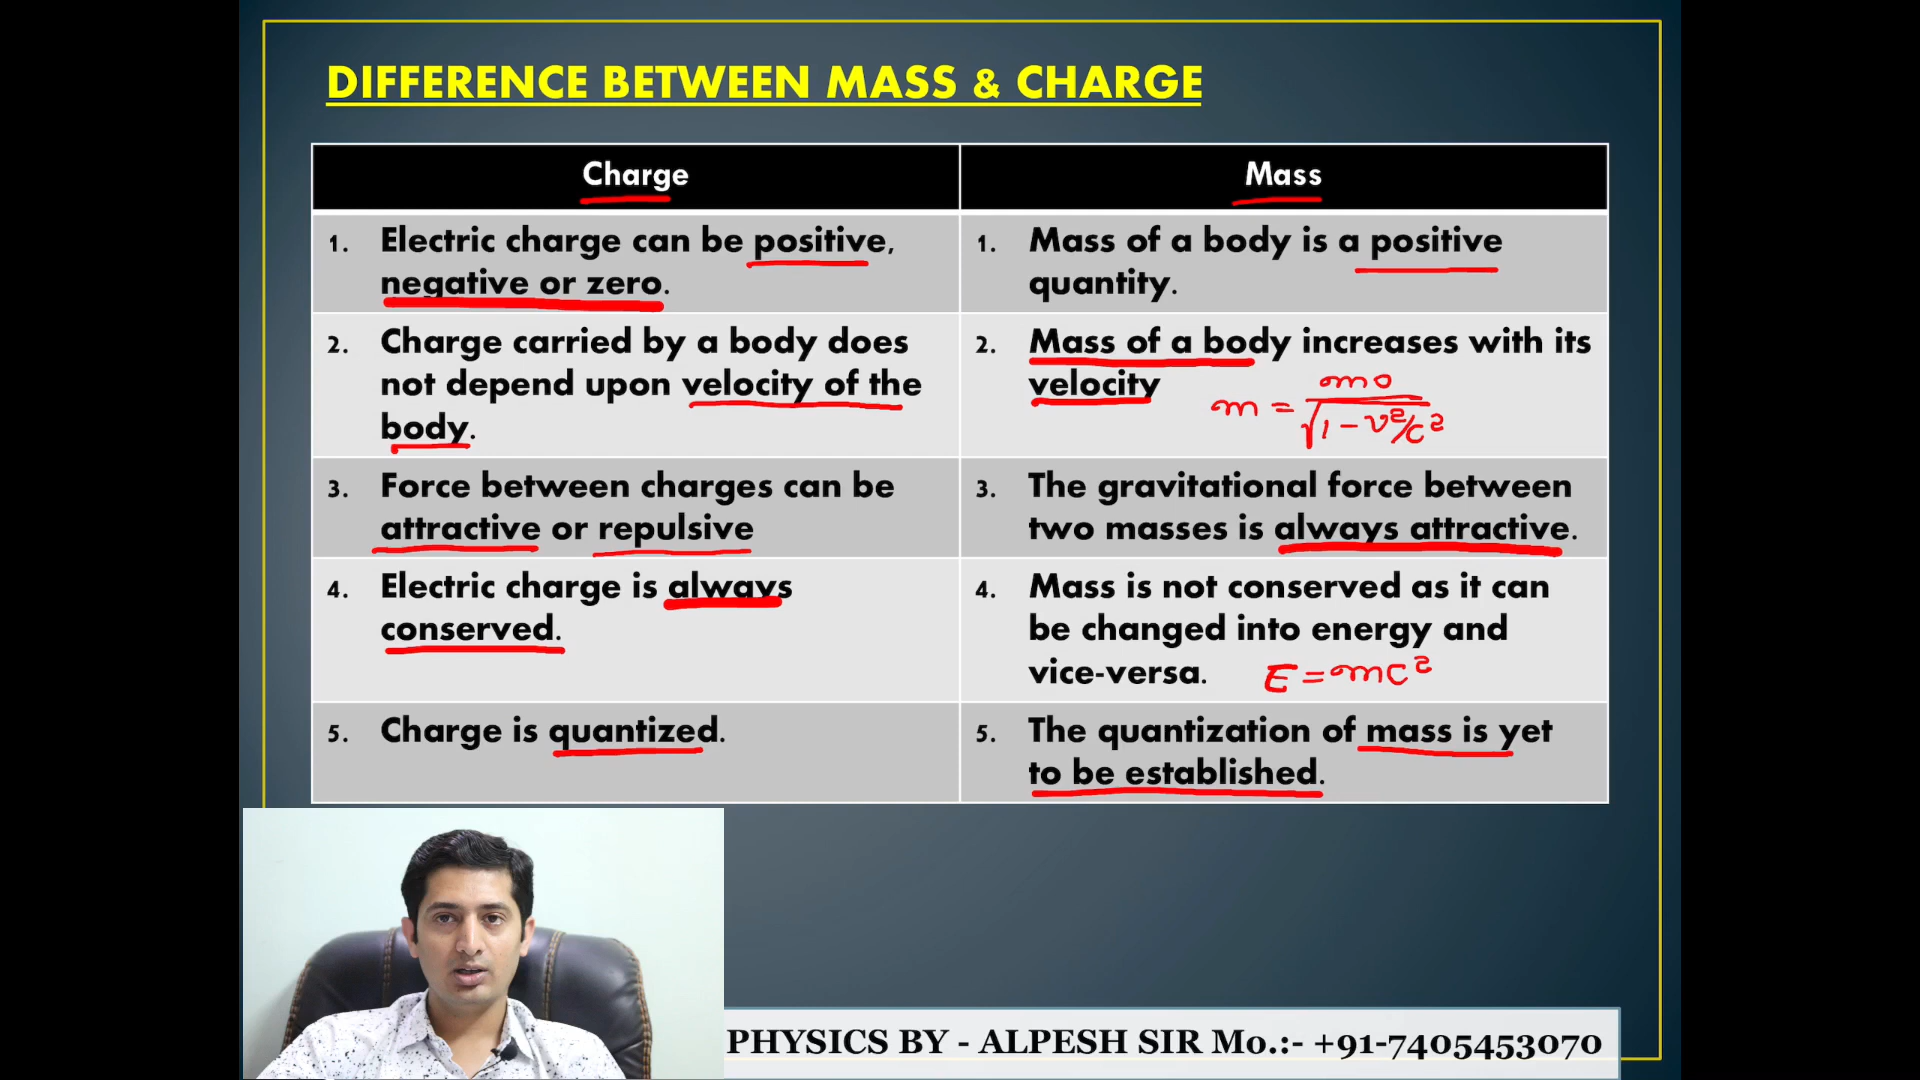 DIFFERENCE BETWEEN MASS & CHARGE
Charge
Mass
1. Electric charge can be positive,
negative or zero.
1. Mass of a body is a positive
quantity.
2. Charge carried by a body does
not depend upon velocity of the
body.
2. Mass of a body increases with its
velocity
m = mo / √1 - v²/c²
3. Force between charges can be
attractive or repulsive
3. The gravitational force between
two masses is always attractive.
4. Electric charge is always
conserved.
4. Mass is not conserved as it can
be changed into energy and
vice-versa.
E = mc²
5. Charge is quantized.
5. The quantization of mass is yet
to be established.
PHYSICS BY - ALPESH SIR Mo.:- +91-7405453070